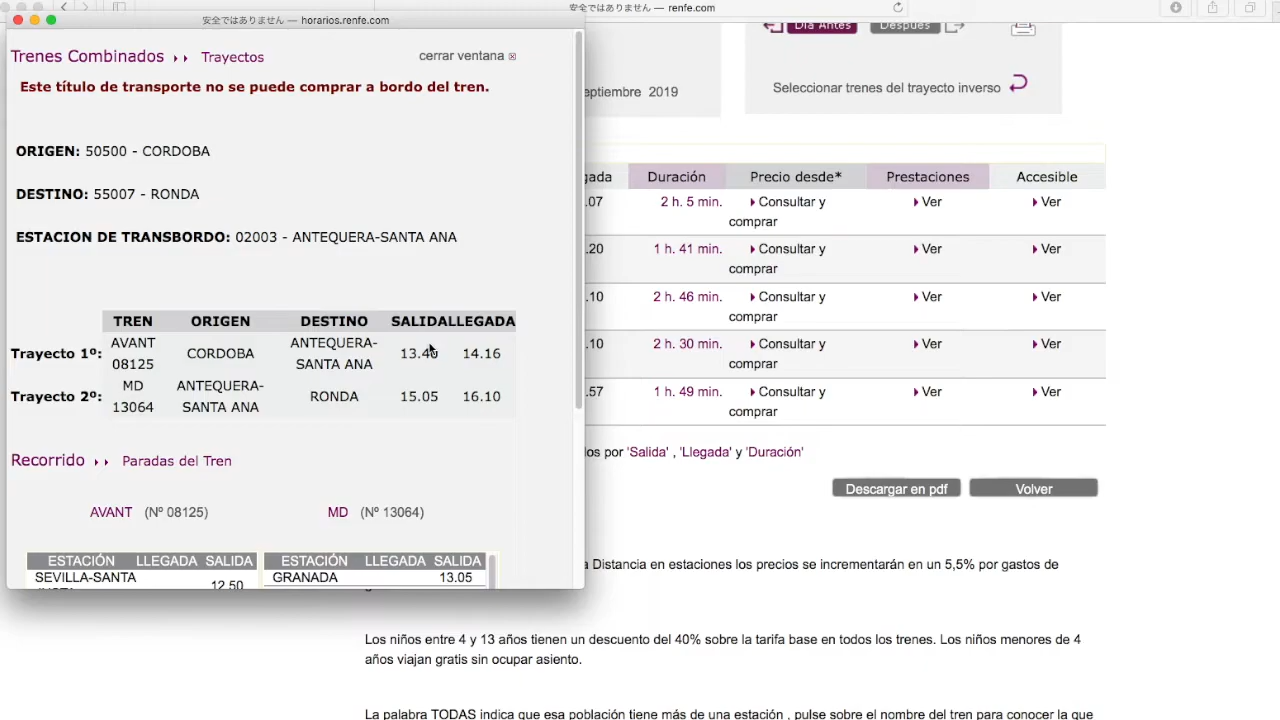 安全ではありません — horarios.renfe.com
安全ではありません — renfe.com
Trenes Combinados Trayectos cerrar ventana
Este título de transporte no se puede comprar a bordo del tren.
ORIGEN: 50500 - CORDOBA
DESTINO: 55007 - RONDA
ESTACION DE TRANSBORDO: 02003 - ANTEQUERA-SANTA ANA
TREN ORIGEN DESTINO SALIDA LLEGADA
Trayecto 1º: AVANT 08125 CORDOBA ANTEQUERA-SANTA ANA 14.16
Trayecto 2º: MD 13064 ANTEQUERA-SANTA ANA RONDA 15.05 16.10
Recorrido Paradas del Tren
AVANT (Nº 08125) MD (Nº 13064)
ESTACIÓN LLEGADA SALIDA ESTACIÓN LLEGADA SALIDA
SEVILLA-SANTA 12.50 GRANADA 13.05
Día Antes Después
eptiembre 2019
Seleccionar trenes del trayecto inverso
gada Duración Precio desde* Prestaciones Accesible
.07 2 h. 5 min. Consultar y comprar Ver Ver
.20 1 h. 41 min. Consultar y comprar Ver Ver
.10 2 h. 46 min. Consultar y comprar Ver Ver
.10 2 h. 30 min. Consultar y comprar Ver Ver
.57 1 h. 49 min. Consultar y comprar Ver Ver
los por 'Salida' , 'Llegada' y 'Duración'
Descargar en pdf Volver
a Distancia en estaciones los precios se incrementarán en un 5,5% por gastos de
Los niños entre 4 y 13 años tienen un descuento del 40% sobre la tarifa base en todos los trenes. Los niños menores de 4
años viajan gratis sin ocupar asiento.
La palabra TODAS indica que esa población tiene más de una estación , pulse sobre el nombre del tren para conocer la que